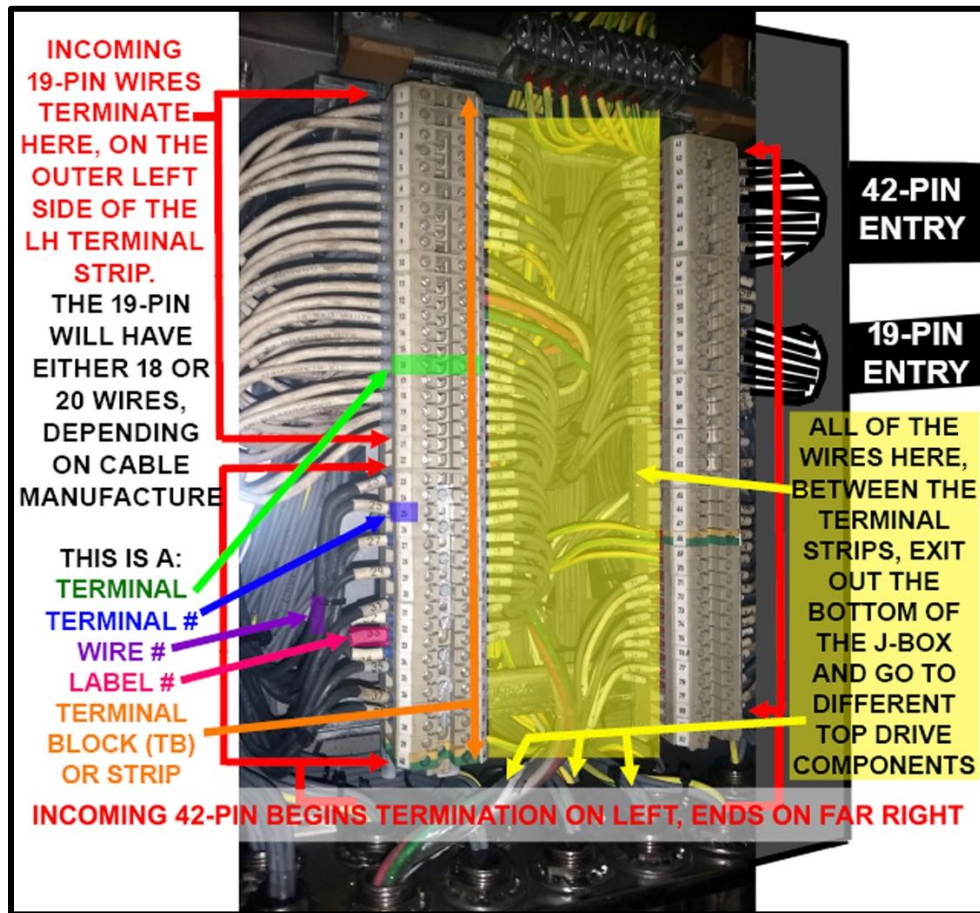 INCOMING
19-PIN WIRES
TERMINATE
HERE, ON THE
OUTER LEFT
SIDE OF THE
LH TERMINAL
STRIP.
THE 19-PIN
WILL HAVE
EITHER 18 OR
20 WIRES,
DEPENDING
ON CABLE
MANUFACTURE
THIS IS A:
TERMINAL
TERMINAL #
WIRE #
LABEL #
TERMINAL
BLOCK (TB)
OR STRIP
42-PIN
ENTRY
19-PIN
ENTRY
ALL OF THE
WIRES HERE,
BETWEEN THE
TERMINAL
STRIPS, EXIT
OUT THE
BOTTOM OF
THE J-BOX
AND GO TO
DIFFERENT
TOP DRIVE
COMPONENTS
INCOMING 42-PIN BEGINS TERMINATION ON LEFT, ENDS ON FAR RIGHT